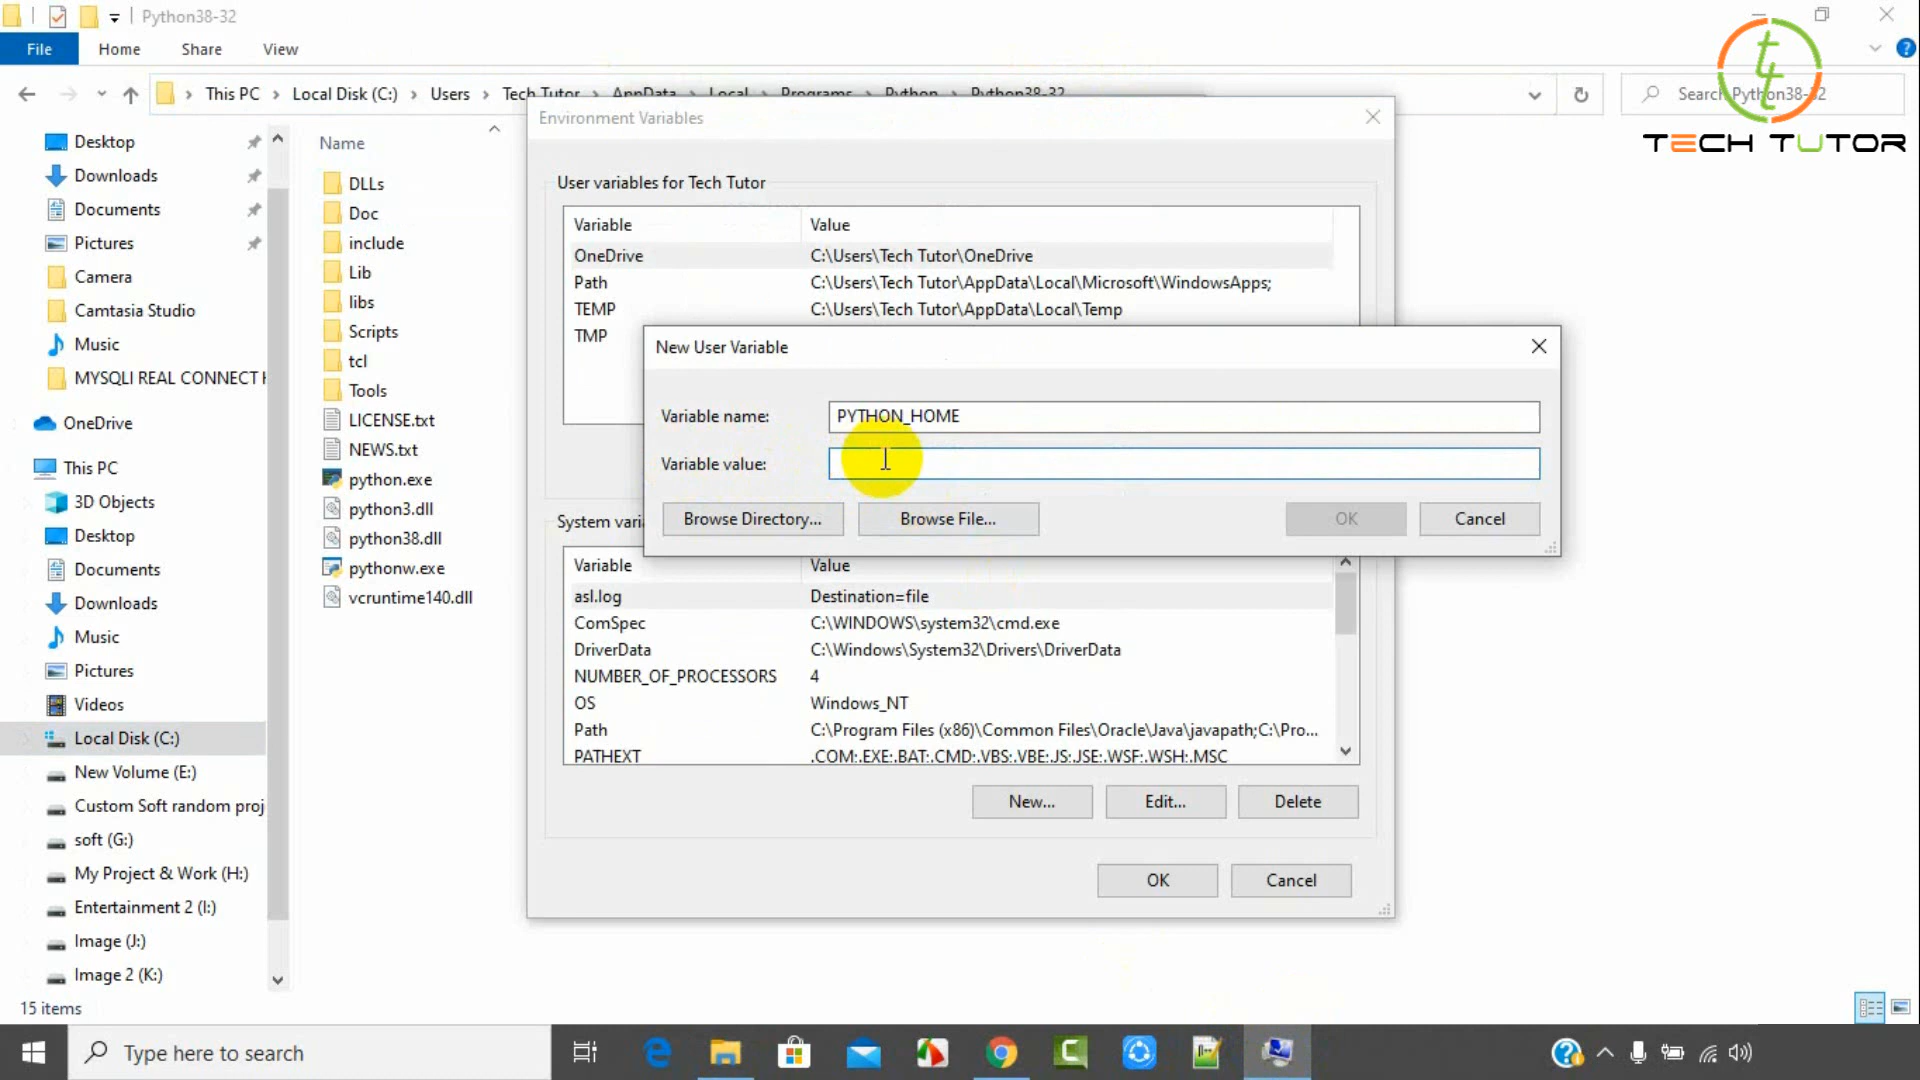 Python38-32
File Home Share View
This PC > Local Disk (C:) > Users > Tech Tutor > AppData > Local > Programs > Python > Python38-32
Search Python38-32
TECH TUTOR
Desktop
Downloads
Documents
Pictures
Camera
Camtasia Studio
Music
MYSQLI REAL CONNECT
OneDrive
This PC
3D Objects
Desktop
Documents
Downloads
Music
Pictures
Videos
Local Disk (C:)
New Volume (E:)
Custom Soft random proj
soft (G:)
My Project & Work (H:)
Entertainment 2 (I:)
Image (J:)
Image 2 (K:)
15 items
Name
DLLs
Doc
include
Lib
libs
Scripts
tcl
Tools
LICENSE.txt
NEWS.txt
python.exe
python3.dll
python38.dll
pythonw.exe
vcruntime140.dll
Environment Variables
User variables for Tech Tutor
Variable Value
OneDrive C:\Users\Tech Tutor\OneDrive
Path C:\Users\Tech Tutor\AppData\Local\Microsoft\WindowsApps;
TEMP C:\Users\Tech Tutor\AppData\Local\Temp
TMP
New User Variable
Variable name: PYTHON_HOME
Variable value:
Browse Directory... Browse File... OK Cancel
System vari
Variable Value
asl.log Destination=file
ComSpec C:\WINDOWS\system32\cmd.exe
DriverData C:\Windows\System32\Drivers\DriverData
NUMBER_OF_PROCESSORS 4
OS Windows_NT
Path C:\Program Files (x86)\Common Files\Oracle\Java\javapath;C:\Pro...
PATHEXT .COM;.EXE;.BAT;.CMD;.VBS;.VBE;.JS;.JSE;.WSF;.WSH;.MSC
New... Edit... Delete
OK Cancel
Type here to search